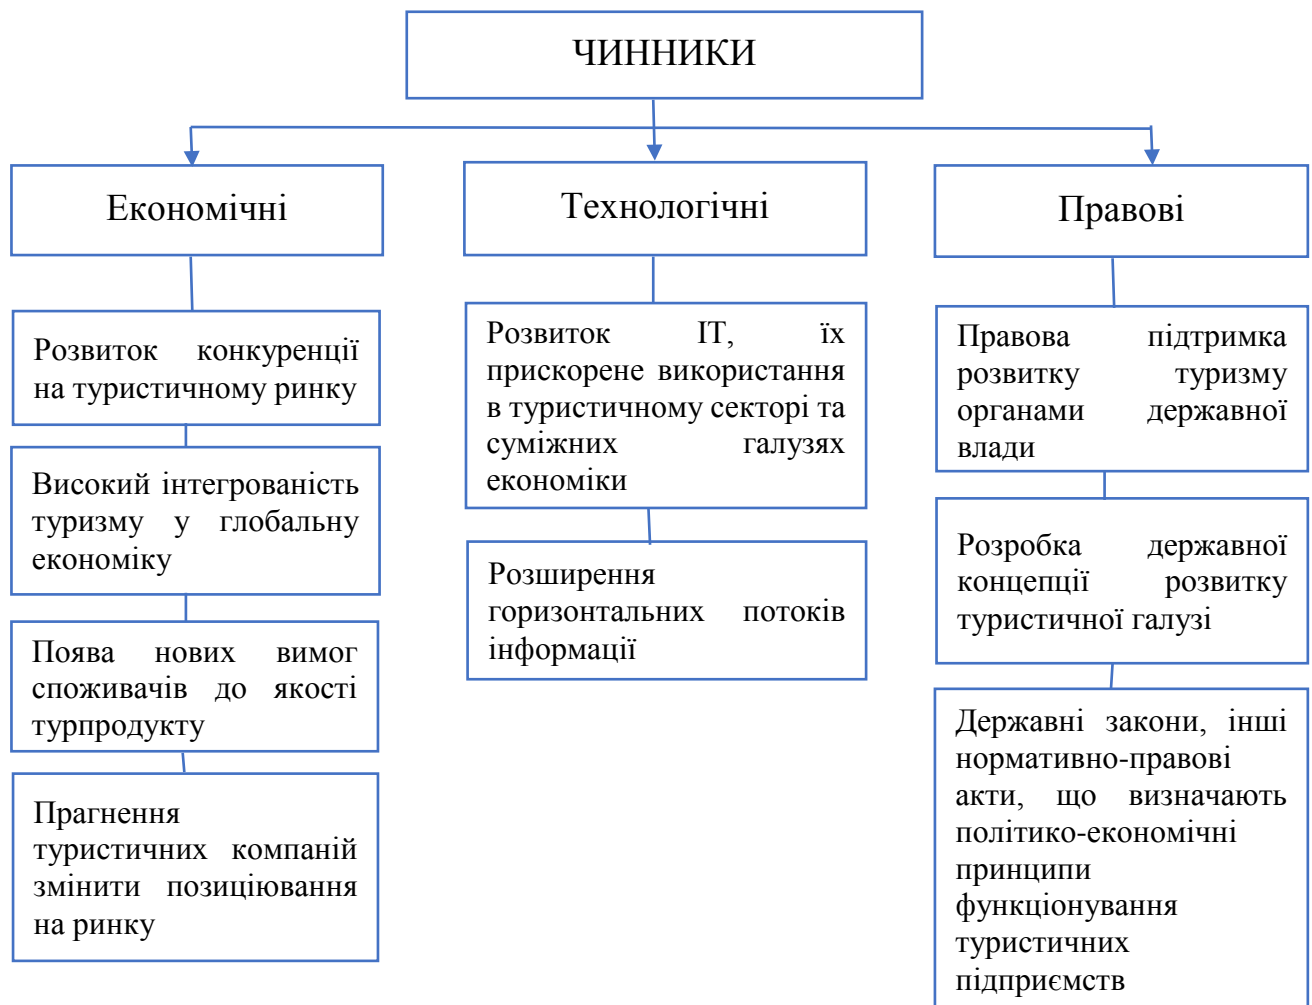 ЧИННИКИ
Економічні
Розвиток конкуренції
на туристичному ринку
Високий інтегрованість
туризму у глобальну
економіку
Поява нових вимог
споживачів до якості
турпродукту
Прагнення
туристичних компаній
змінити позиціювання
на ринку
Технологічні
Розвиток ІТ, їх
прискорене використання
в туристичному секторі та
суміжних галузях
економіки
Розширення
горизонтальних потоків
інформації
Правові
Правова підтримка
розвитку туризму
органами державної
влади
Розробка державної
концепції розвитку
туристичної галузі
Державні закони, інші
нормативно-правові
акти, що визначають
політико-економічні
принципи
функціонування
туристичних
підприємств